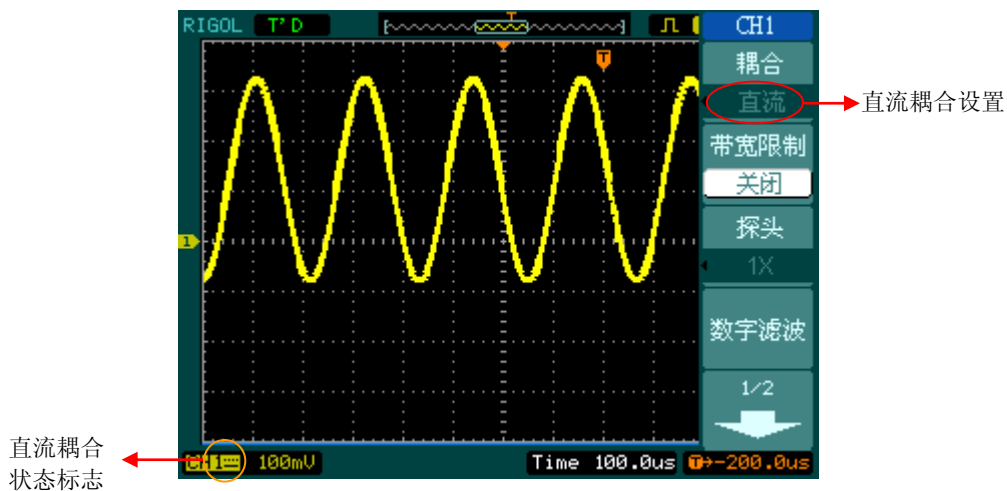 RIGOL T'D T CH1
耦合
直流
直流耦合设置
带宽限制
关闭
探头
1X
数字滤波
1/2
T
1
直流耦合
状态标志
CH1 100mV Time 100.0us T→-200.0us